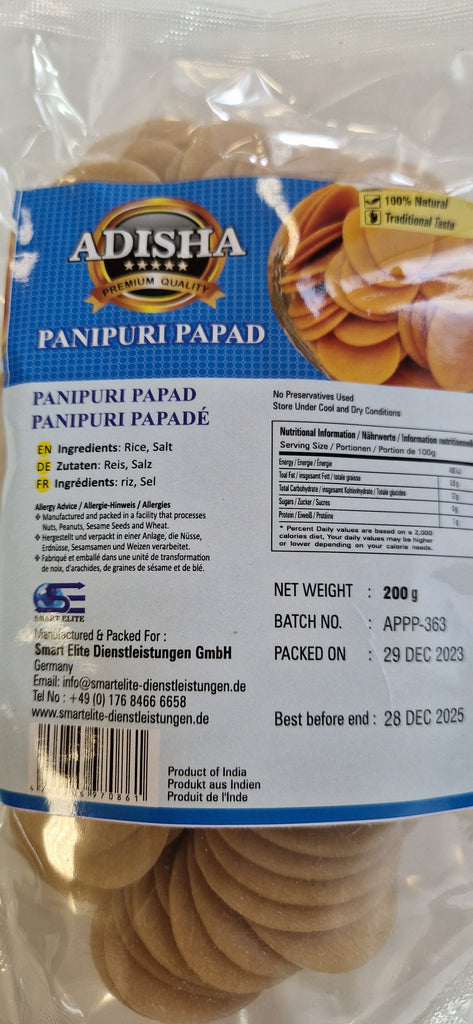 100% Natural
Traditional Taste
ADISHA
PREMIUM QUALITY
PANIPURI PAPAD
PANIPURI PAPAD
PANIPURI PAPADÉ
EN Ingredients: Rice, Salt
DE Zutaten: Reis, Salz
FR Ingrédients: riz, Sel
Allergy Advice / Allergie-Hinweis / Allergies
Manufactured and packed in a facility that processes
Nuts, Peanuts, Sesame Seeds and Wheat.
Hergestellt und verpackt in einer Anlage, die Nüsse,
Erdnüsse, Sesamsamen und Weizen verarbeitet.
Fabriqué et emballé dans une unité de transformation
de noix, d'arachides, de graines de sésame et de blé.
SMART ELITE
Manufactured & Packed For :
Smart Elite Dienstleistungen GmbH
Germany
Email: info@smartelite-dienstleistungen.de
Tel No : +49 (0) 176 8466 6658
www.smartelite-dienstleistungen.de
Product of India
Produkt aus Indien
Produit de l'Inde
No Preservatives Used
Store Under Cool and Dry Conditions
Nutritional Information / Nährwerte / Information
Serving Size / Portionen / Portion de 100g
Energy / Energie / Energie
Toal Fat / insgesamt Fett / totale graisse
Total Carbohydrate / insgesamt Kohlenhydrate / Totale glucides
Sugars / Zucker / Sucres
Protein / Eiweiß / Protéine
* Percent Daily values are based on a 2,000
calories diet, Your daily values may be higher
or lower depending on your calorie needs.
NET WEIGHT : 200 g
BATCH NO. : APPP-363
PACKED ON : 29 DEC 2023
Best before end : 28 DEC 2025